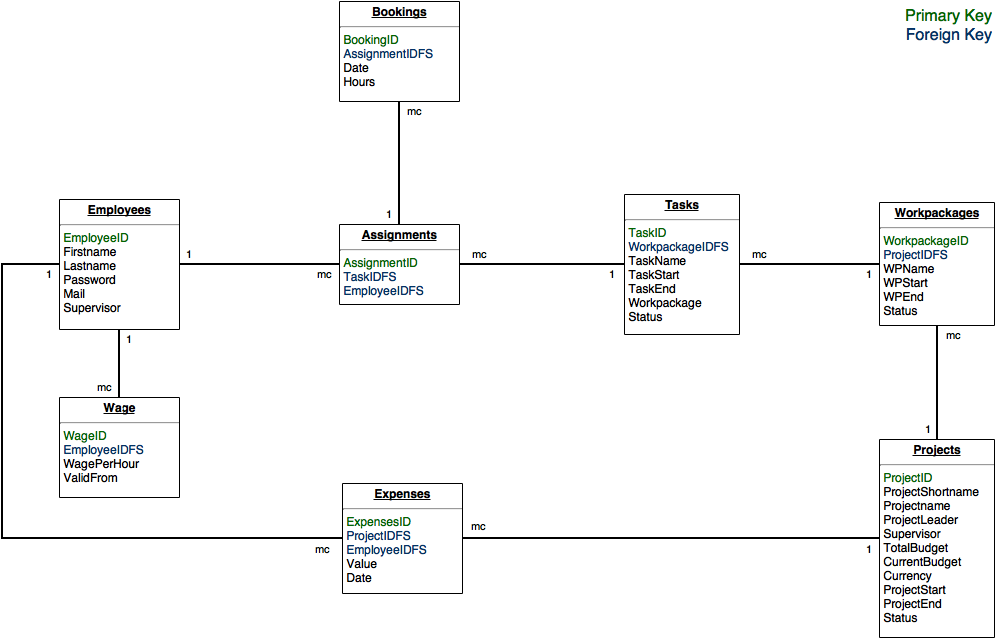 Bookings
BookingID
AssignmentIDFS
Date
Hours
Primary Key
Foreign Key
mc
1
Employees
EmployeeID
Firstname
Lastname
Password
Mail
Supervisor
1
mc
1
Assignments
AssignmentID
TaskIDFS
EmployeeIDFS
mc
1
Tasks
TaskID
WorkpackageIDFS
TaskName
TaskStart
TaskEnd
Workpackage
Status
mc
1
Workpackages
WorkpackageID
ProjectIDFS
WPName
WPStart
WPEnd
Status
1
mc
mc
1
Wage
WageID
EmployeeIDFS
WagePerHour
ValidFrom
Expenses
ExpensesID
ProjectIDFS
EmployeeIDFS
Value
Date
mc
mc
1
Projects
ProjectID
ProjectShortname
Projectname
ProjectLeader
Supervisor
TotalBudget
CurrentBudget
Currency
ProjectStart
ProjectEnd
Status